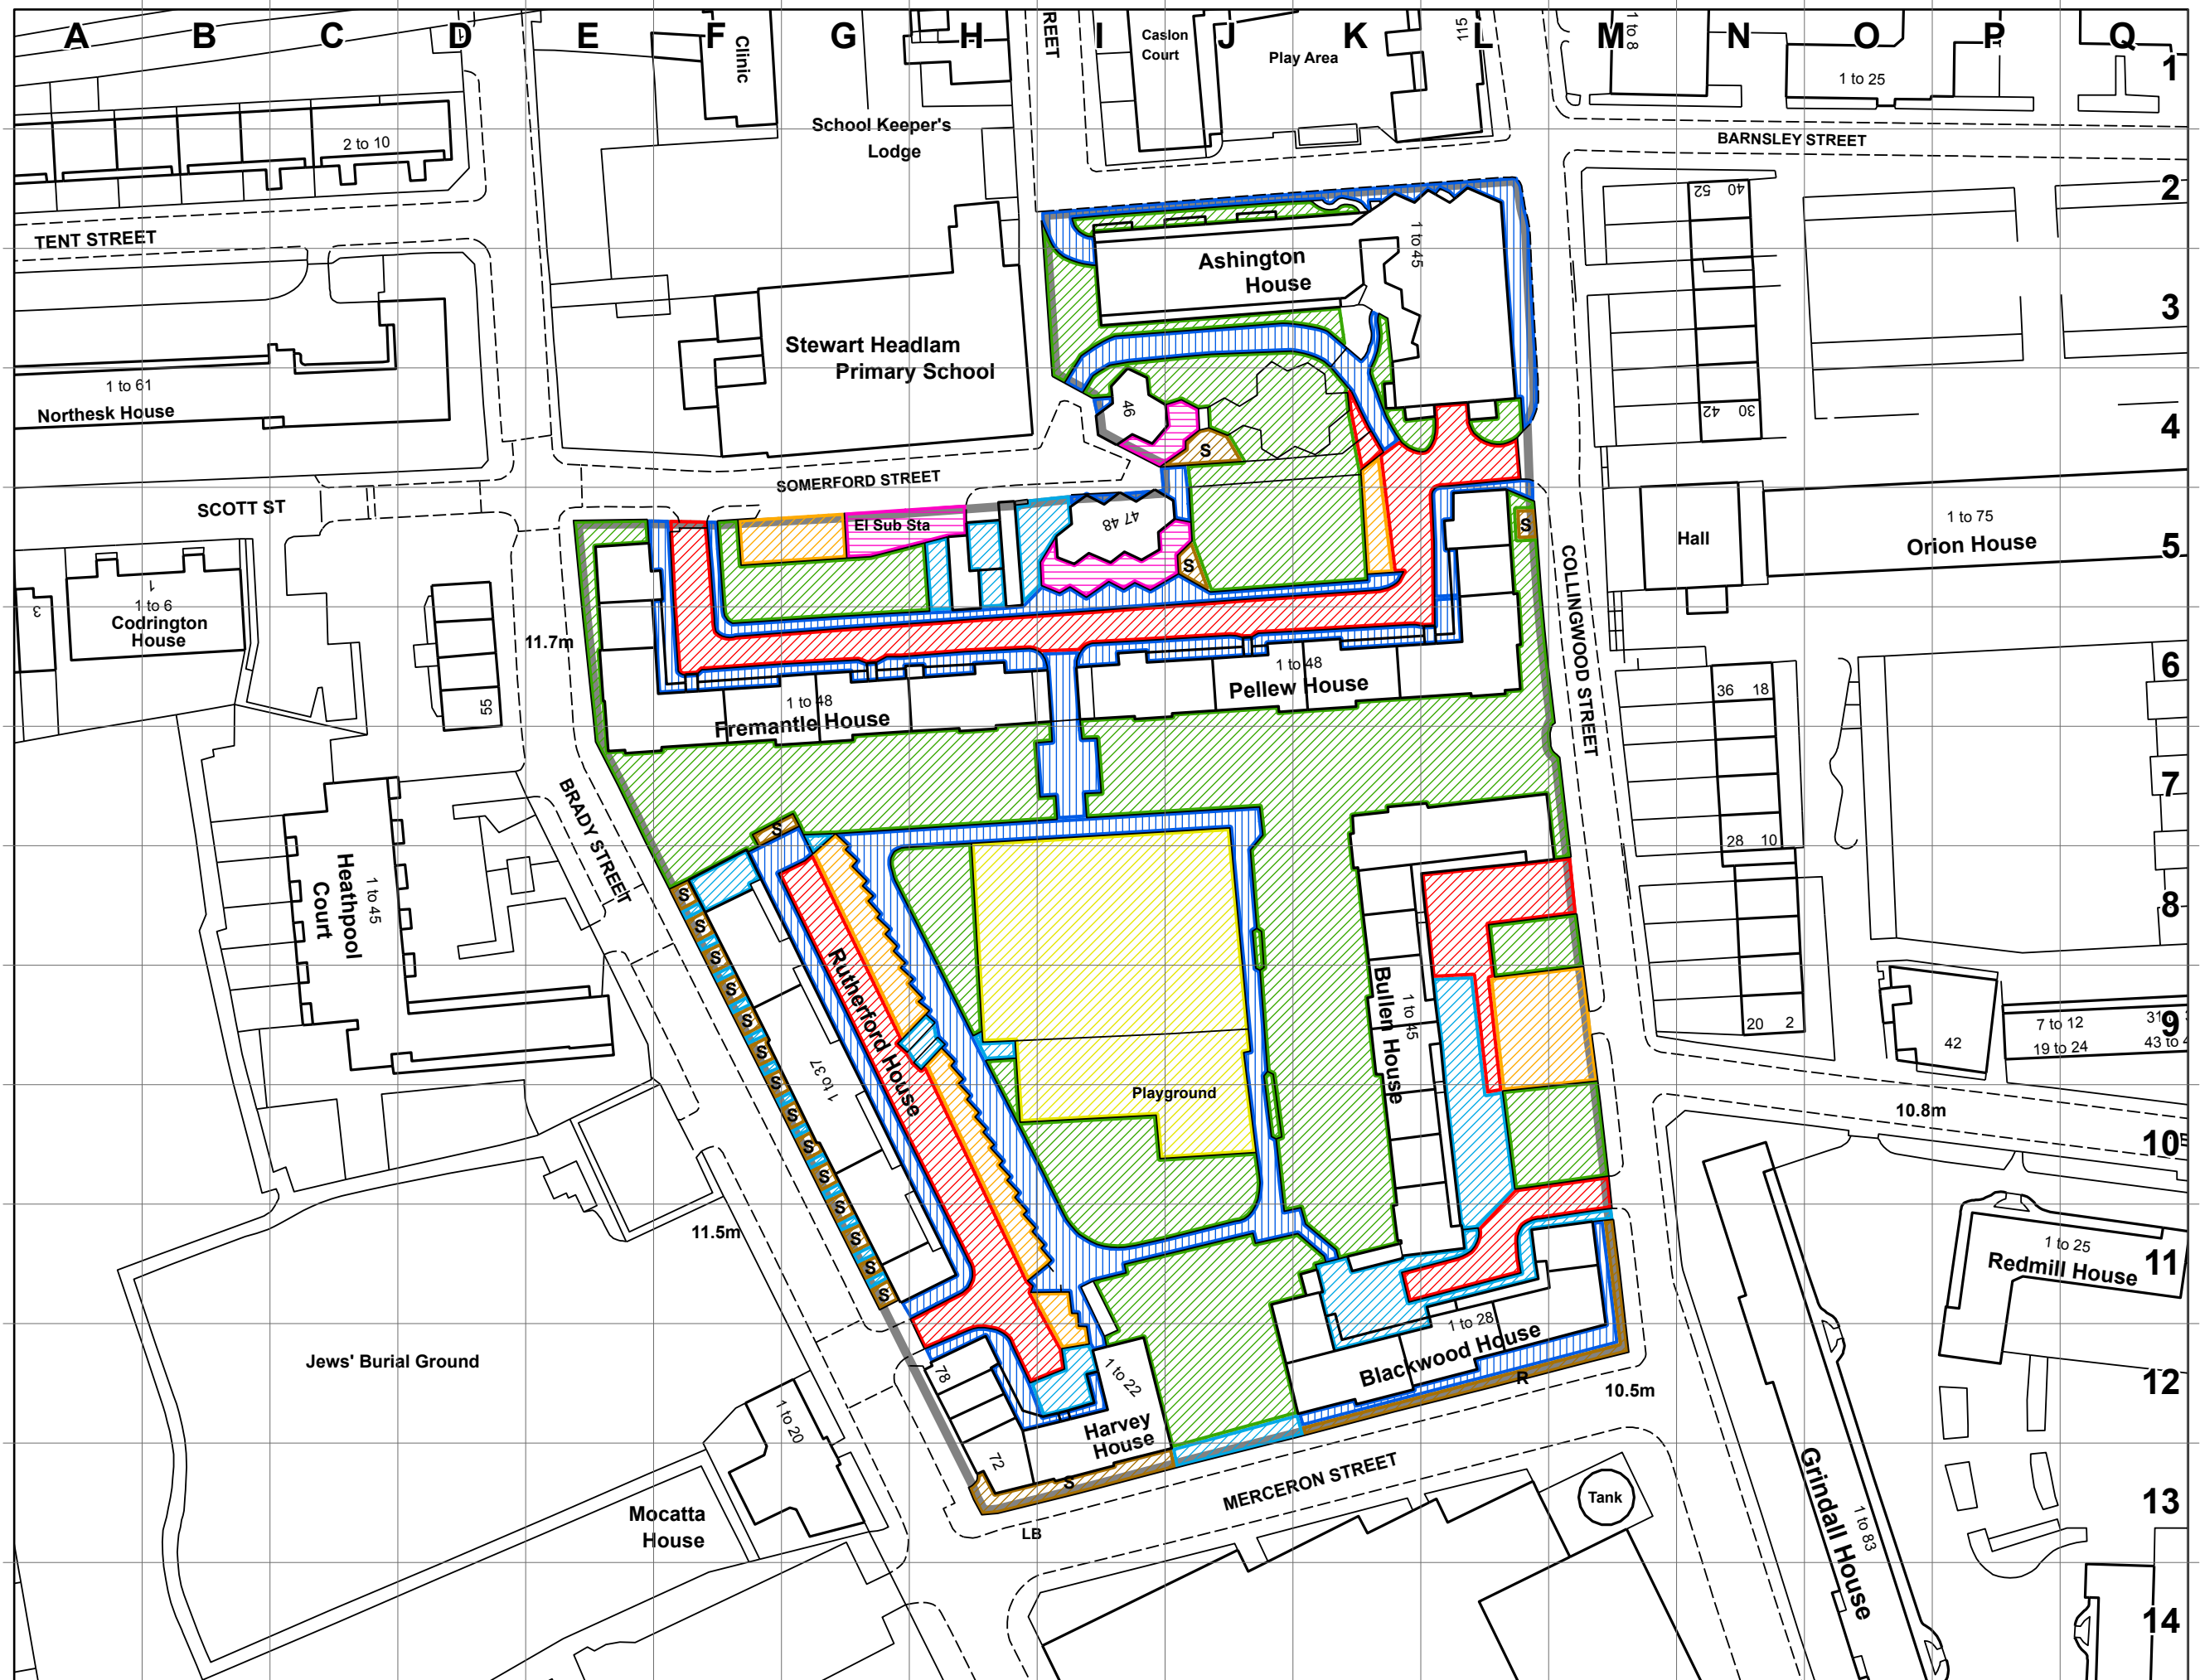 A B C D E F G H I J K L M N O P Q
1
2
3
4
5
6
7
8
9
10
11
12
13
14
Clinic
REET
Caslon
Court
Play Area
115
1 to 8
1 to 25
School Keeper's
Lodge
BARNSLEY STREET
2 to 10
TENT STREET
52 40
Ashington
House
1 to 45
Stewart Headlam
Primary School
1 to 61
Northesk House
46
42 30
S
SOMERFORD STREET
SCOTT ST
El Sub Sta
47 48
S
S
Hall
1 to 75
Orion House
COLLINGWOOD STREET
1
1 to 6
Codrington
House
3
11.7m
55
1 to 48
Fremantle House
1 to 48
Pellew House
36 18
BRADY STREET
28 10
S
Heathpool
Court
1 to 45
S
S
S
S
S
S
S
S
S
S
S
S
S
S
Rutherford House
1 to 37
Playground
Bullen House
1 to 45
20 2
42
7 to 12
19 to 24
31
43 to 4
10.8m
11.5m
1 to 25
Redmill House
Jews' Burial Ground
78
72
1 to 22
Harvey
House
S
1 to 28
Blackwood House
R
10.5m
1 to 20
Mocatta
House
MERCERON STREET
LB
Tank
Grindall House
1 to 83